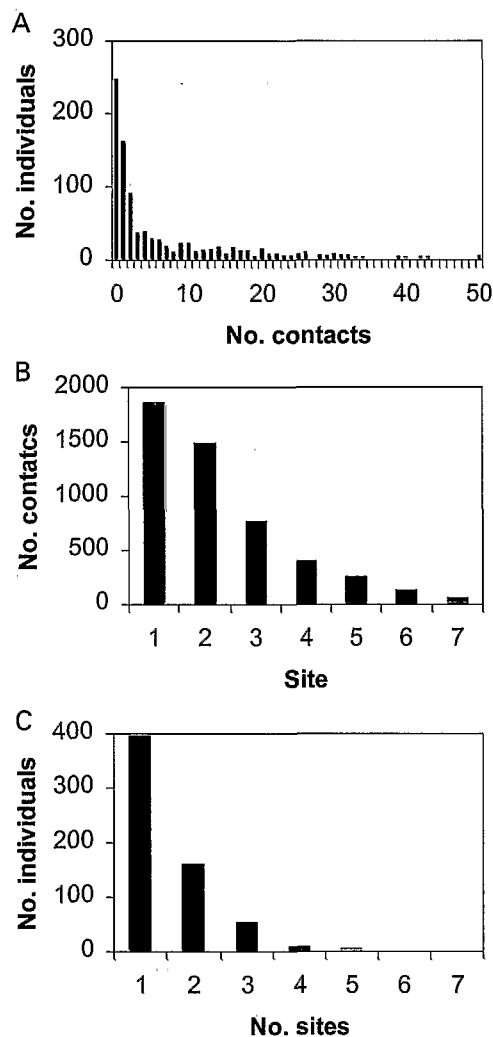 A
No. individuals
300
200
100
0
0 10 20 30 40 50
No. contacts
B
No. contatcs
2000
1500
1000
500
0
1 2 3 4 5 6 7
Site
C
No. individuals
400
300
200
100
0
1 2 3 4 5 6 7
No. sites